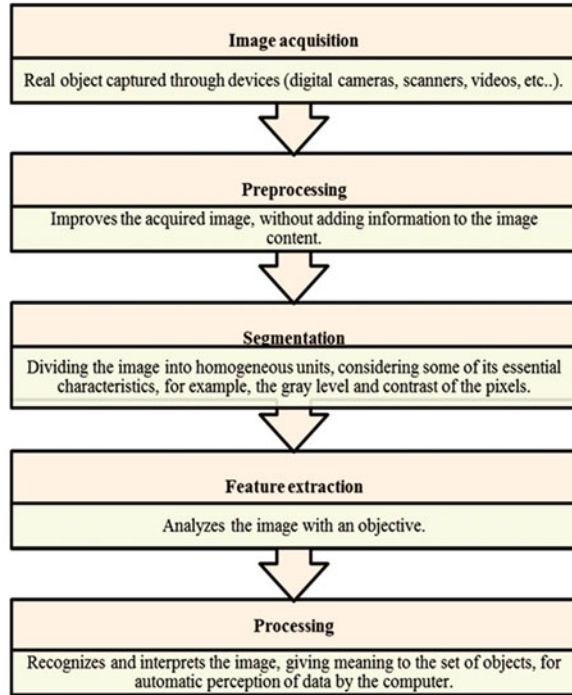 Image acquisition
Real object captured through devices (digital cameras, scanners, videos, etc..).
Preprocessing
Improves the acquired image, without adding information to the image
content.
Segmentation
Dividing the image into homogeneous units, considering some of its essential
characteristics, for example, the gray level and contrast of the pixels.
Feature extraction
Analyzes the image with an objective.
Processing
Recognizes and interprets the image, giving meaning to the set of objects, for
automatic perception of data by the computer.